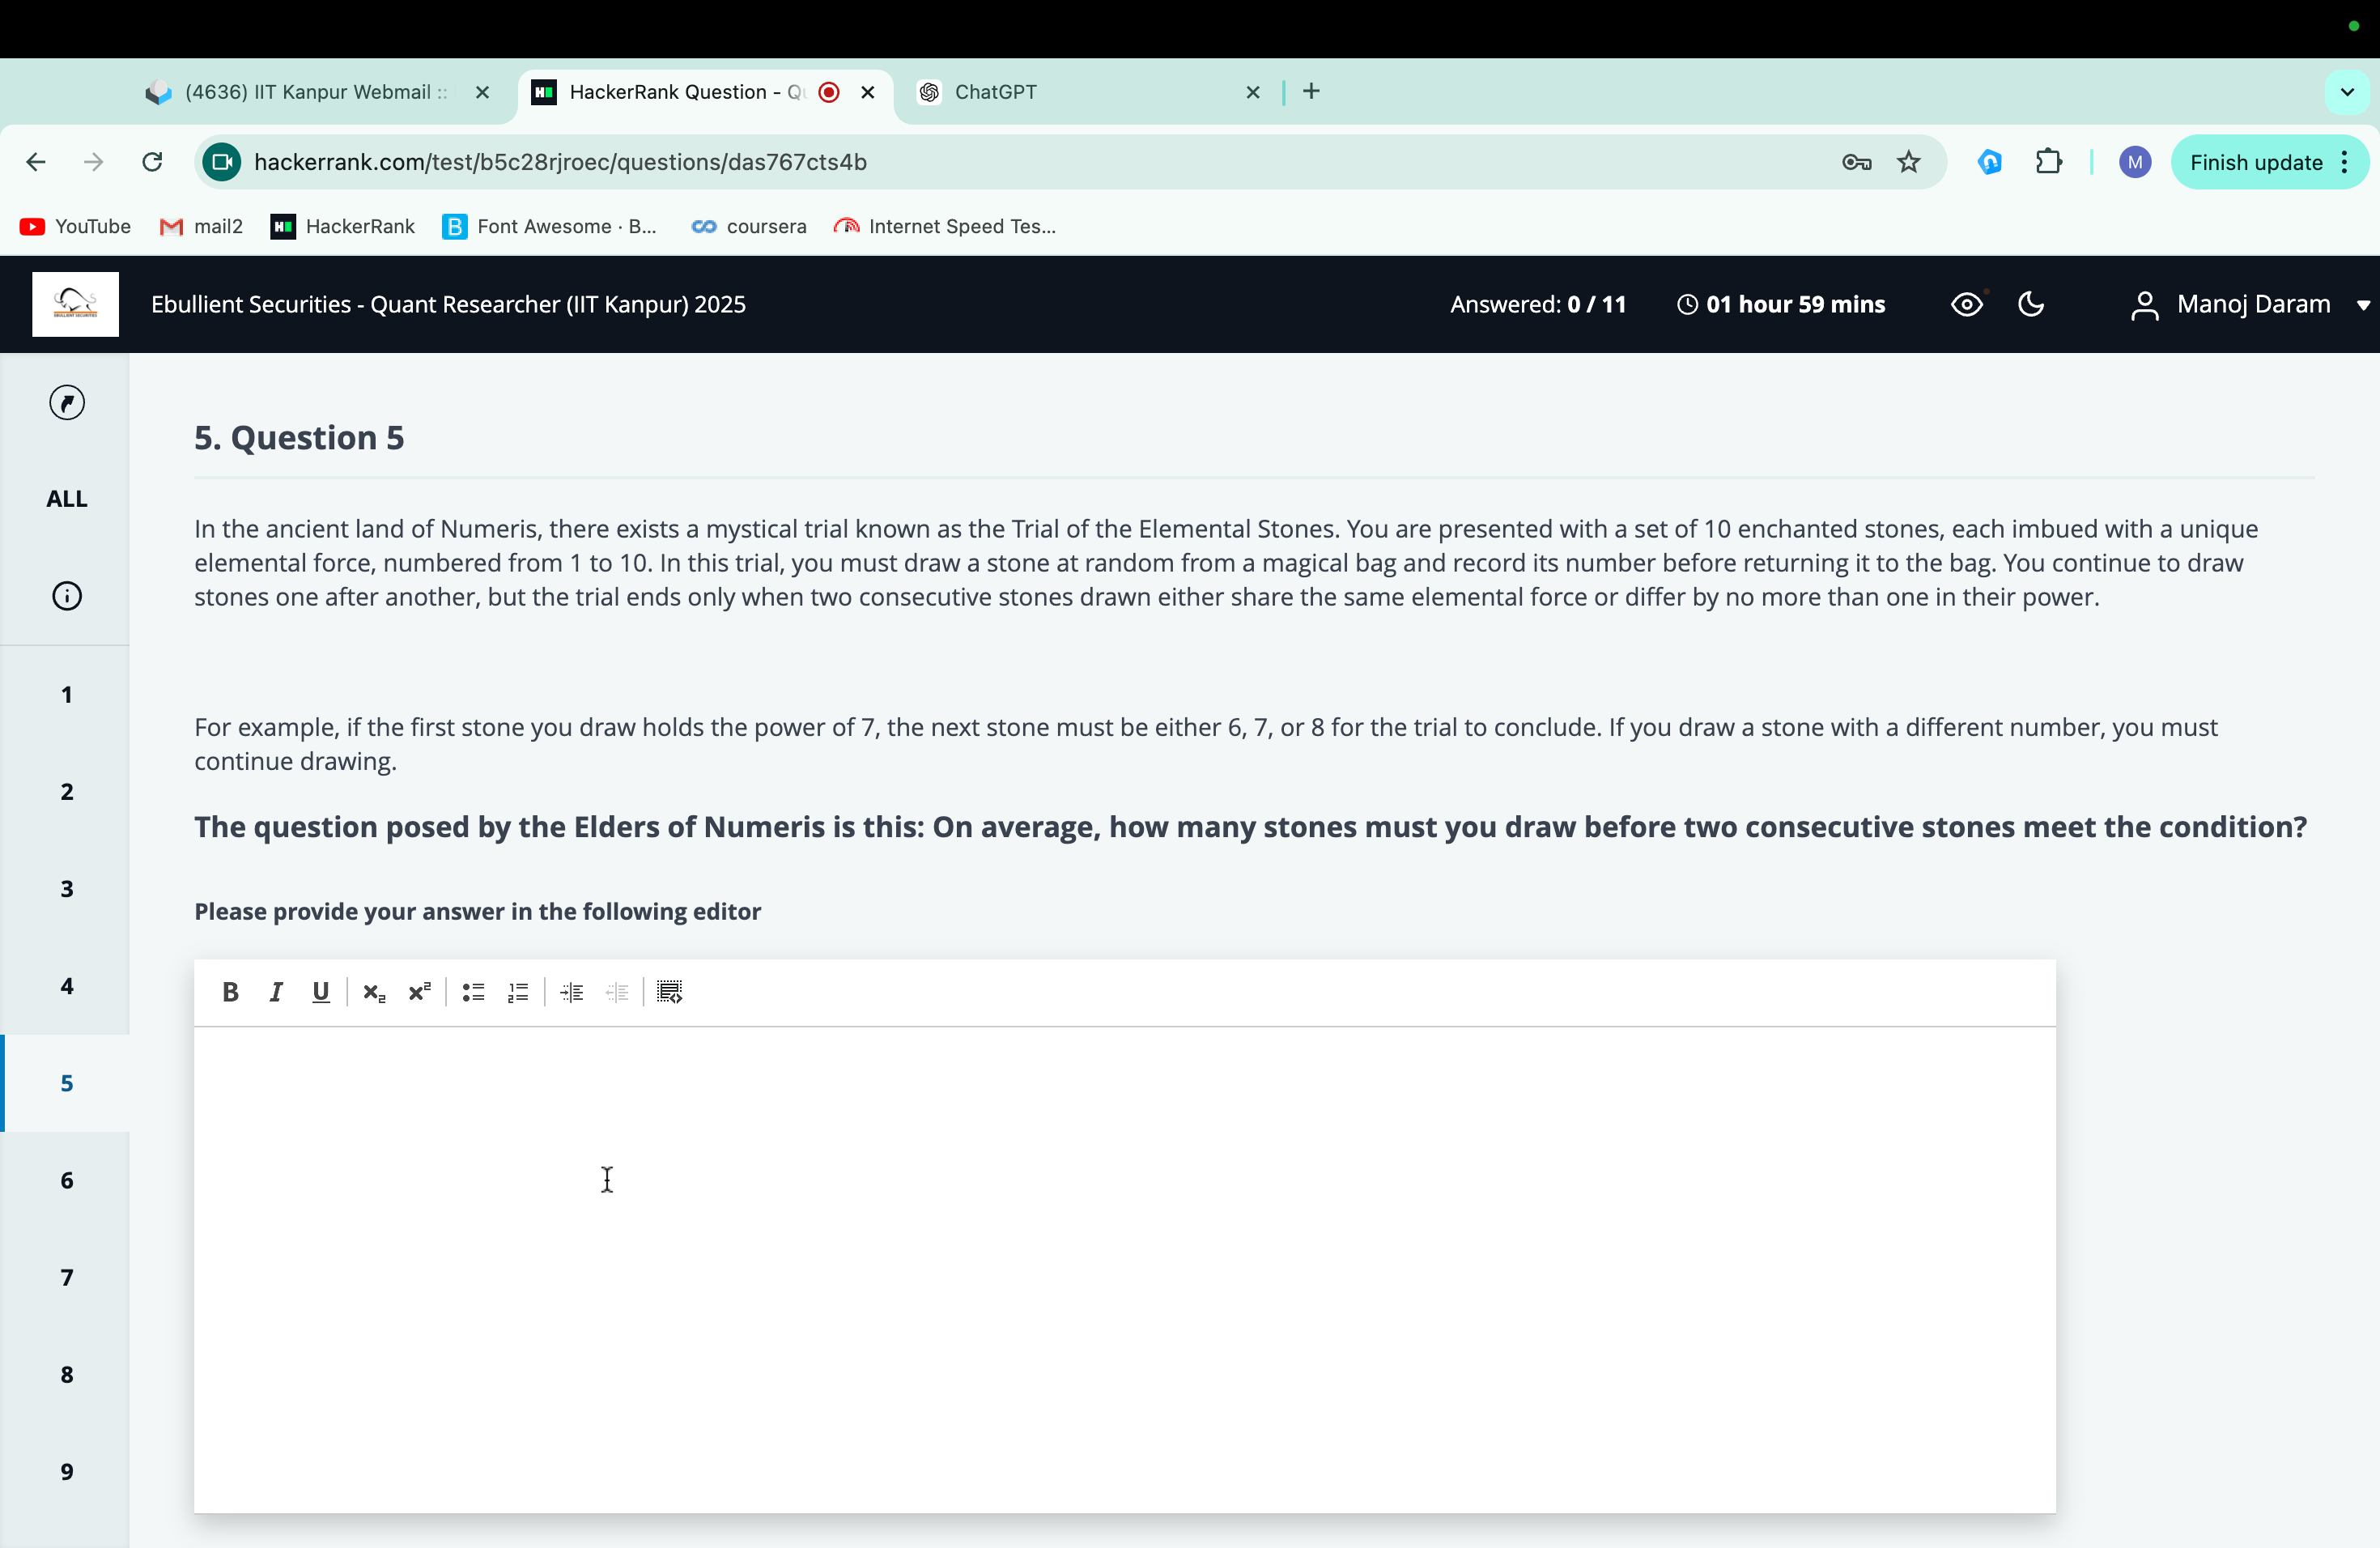 (4636) IIT Kanpur Webmail ::
HackerRank Question - Qu
ChatGPT
hackerrank.com/test/b5c28rjroec/questions/das767cts4b
M
Finish update
YouTube
mail2
HackerRank
Font Awesome · B...
coursera
Internet Speed Tes...
Ebullient Securities - Quant Researcher (IIT Kanpur) 2025
Answered: 0 / 11
01 hour 59 mins
Manoj Daram
ALL
1
2
3
4
5
6
7
8
9
5. Question 5
In the ancient land of Numeris, there exists a mystical trial known as the Trial of the Elemental Stones. You are presented with a set of 10 enchanted stones, each imbued with a unique
elemental force, numbered from 1 to 10. In this trial, you must draw a stone at random from a magical bag and record its number before returning it to the bag. You continue to draw
stones one after another, but the trial ends only when two consecutive stones drawn either share the same elemental force or differ by no more than one in their power.
For example, if the first stone you draw holds the power of 7, the next stone must be either 6, 7, or 8 for the trial to conclude. If you draw a stone with a different number, you must
continue drawing.
The question posed by the Elders of Numeris is this: On average, how many stones must you draw before two consecutive stones meet the condition?
Please provide your answer in the following editor